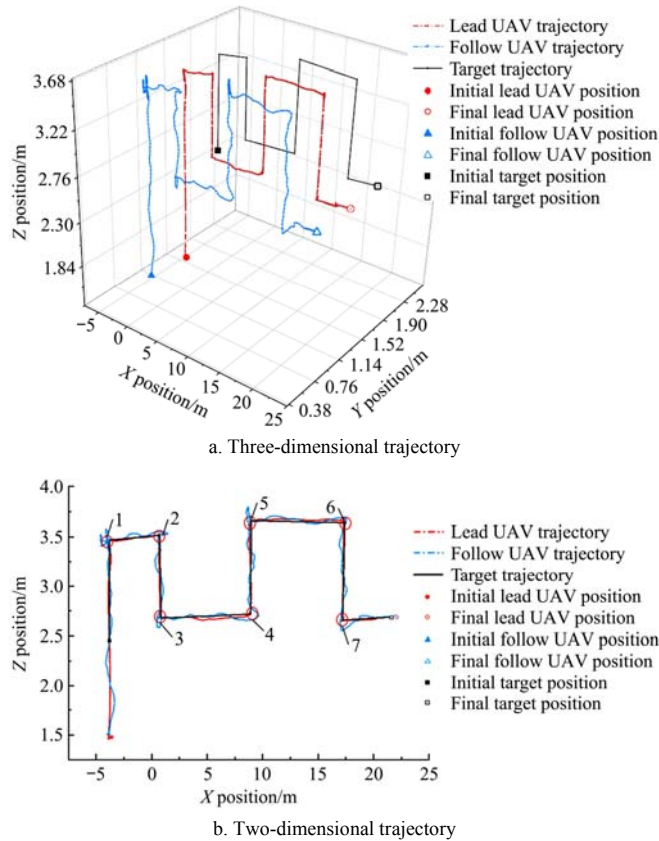 Lead UAV trajectory
Follow UAV trajectory
Target trajectory
Initial lead UAV position
Final lead UAV position
Initial follow UAV position
Final follow UAV position
Initial target position
Final target position
3.68
3.22
2.76
2.30
1.84
Z position/m
−5
0
5
10
15
20
25
X position/m
0.38
0.76
1.14
1.52
1.90
2.28
Y position/m
a. Three-dimensional trajectory
4.0
3.5
3.0
2.5
2.0
1.5
Z position/m
1
2
3
4
5
6
7
−5
0
5
10
15
20
25
X position/m
Lead UAV trajectory
Follow UAV trajectory
Target trajectory
Initial lead UAV position
Final lead UAV position
Initial follow UAV position
Final follow UAV position
Initial target position
Final target position
b. Two-dimensional trajectory